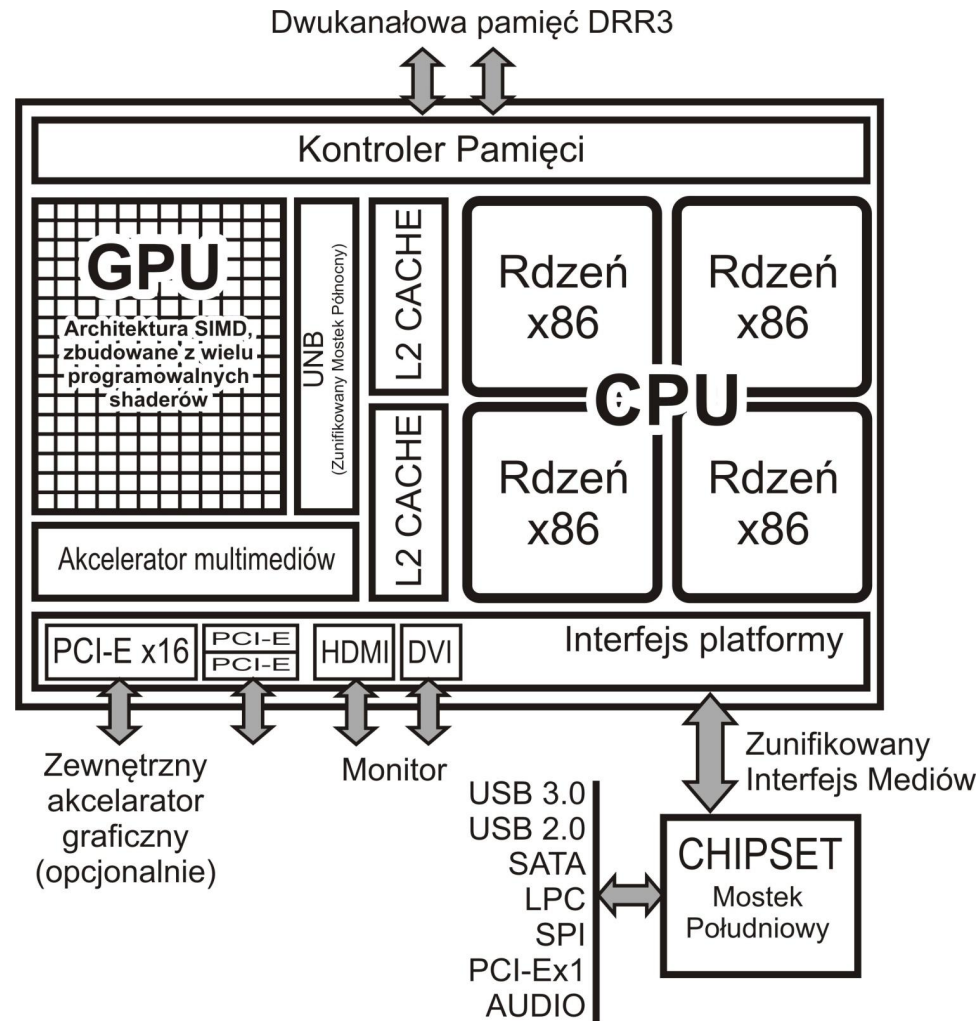 Dwukanałowa pamięć DRR3
Kontroler Pamięci
GPU
Architektura SIMD,
zbudowane z wielu
programowalnych
shaderów
UNB
(Zunifikowany Mostek Północny)
L2 CACHE
L2 CACHE
Rdzeń
x86
Rdzeń
x86
CPU
Rdzeń
x86
Rdzeń
x86
Akcelerator multimediów
PCI-E x16
PCI-E
PCI-E
HDMI
DVI
Interfejs platformy
Zewnętrzny
akcelarator
graficzny
(opcjonalnie)
Monitor
Zunifikowany
Interfejs Mediów
USB 3.0
USB 2.0
SATA
LPC
SPI
PCI-Ex1
AUDIO
CHIPSET
Mostek
Południowy